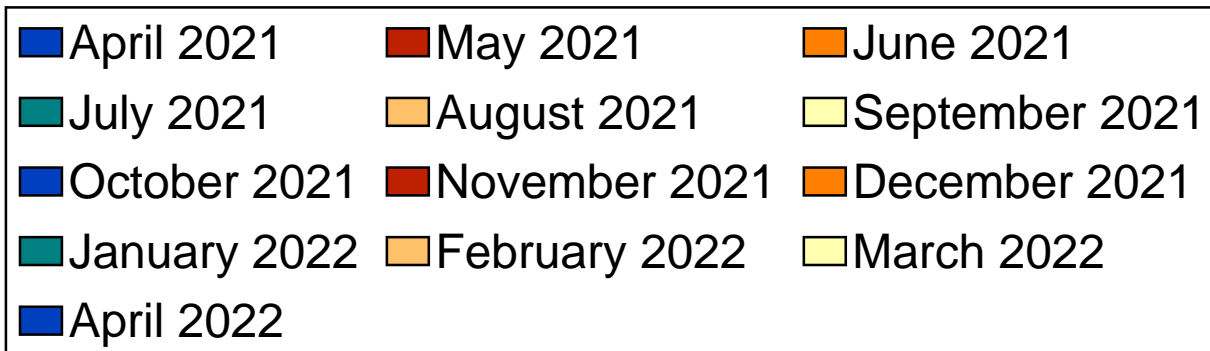 April 2021 May 2021 June 2021
July 2021 August 2021 September 2021
October 2021 November 2021 December 2021
January 2022 February 2022 March 2022
April 2022